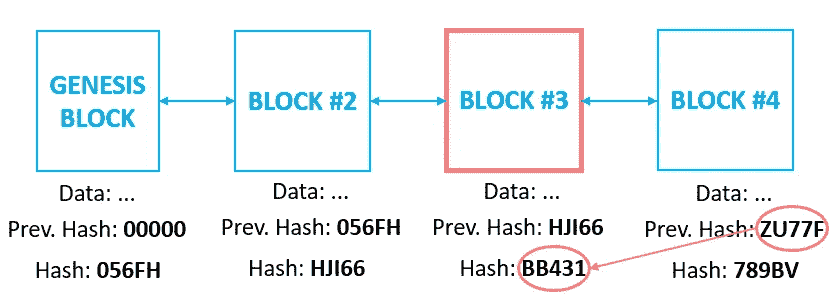 GENESIS
BLOCK
BLOCK #2
BLOCK #3
BLOCK #4
Data: ...
Data: ...
Data: ...
Data: ...
Prev. Hash: 00000
Prev. Hash: 056FH
Prev. Hash: HJI66
Prev. Hash: ZU77F
Hash: 056FH
Hash: HJI66
Hash: BB431
Hash: 789BV